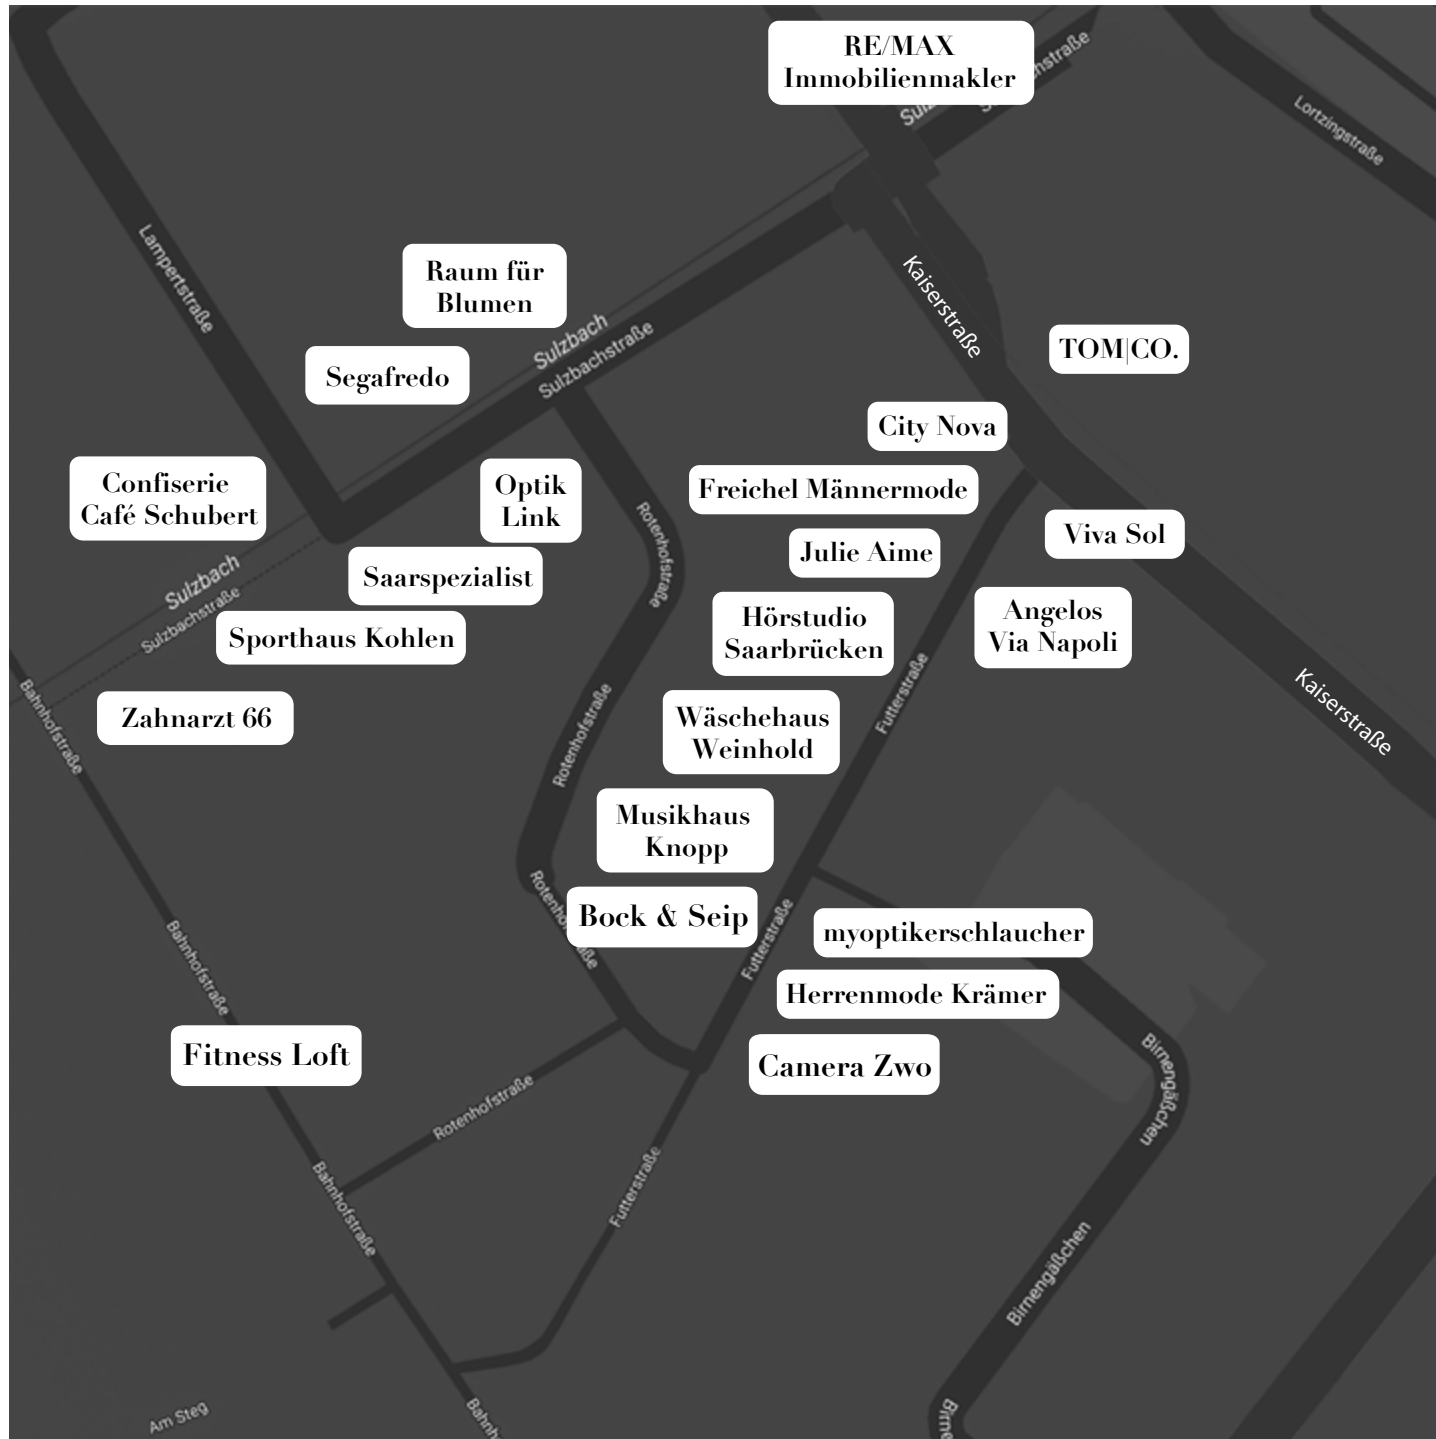 RE/MAX
Immobilienmakler
Lortzingstraße
Lampertstraße
Raum für
Blumen
Kaiserstraße
Sulzbach
Sulzbachstraße
TOM|CO.
Segafredo
City Nova
Confiserie
Café Schubert
Optik
Link
Freichel Männermode
Rotenhofstraße
Viva Sol
Julie Aime
Saarspezialist
Sulzbach
Sulzbachstraße
Sporthaus Kohlen
Hörstudio
Saarbrücken
Angelos
Via Napoli
Futterstraße
Kaiserstraße
Bahnhofstraße
Zahnarzt 66
Rotenhofstraße
Wäschehaus
Weinhold
Musikhaus
Knopp
Bock & Seip
Futterstraße
myoptikerschlaucher
Bahnhofstraße
Herrenmode Krämer
Fitness Loft
Camera Zwo
Birnengäßchen
Rotenhofstraße
Bahnhofstraße
Futterstraße
Birnengäßchen
Am Steg